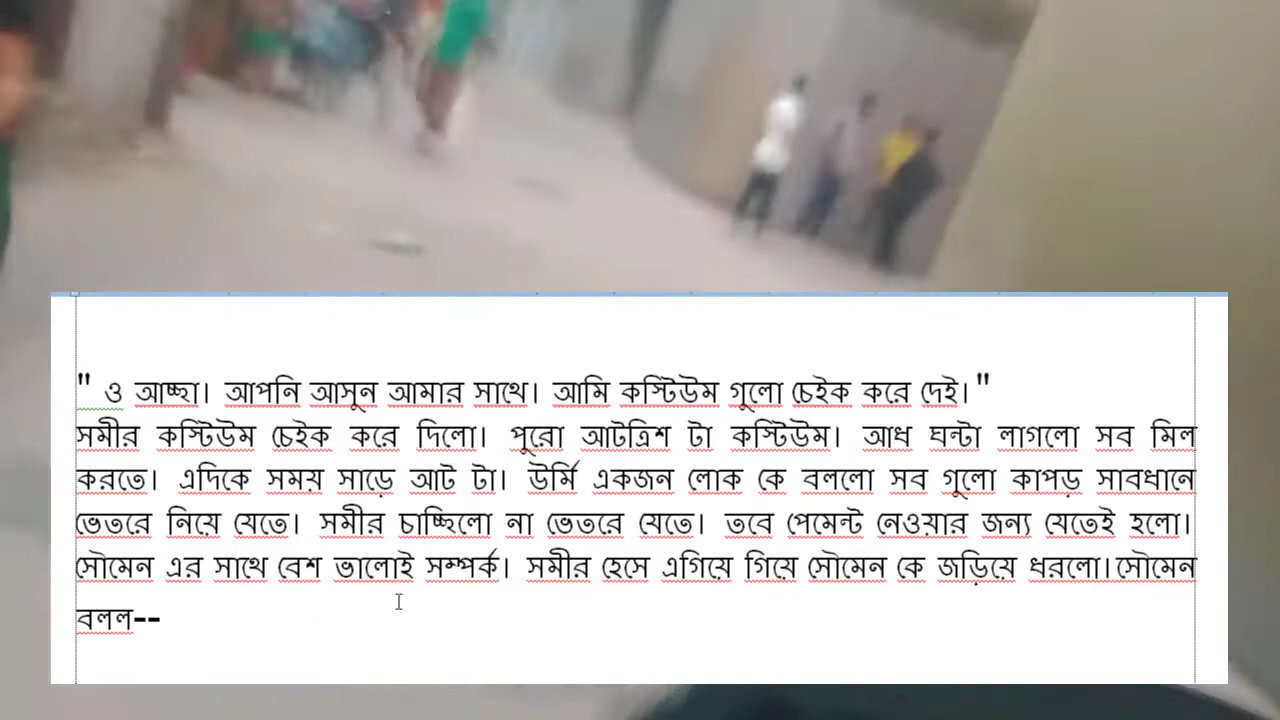 " ও আচ্ছা। আপনি আসুন আমার সাথে। আমি কস্টিউম গুলো চেইক করে দেই।"
সমীর কস্টিউম চেইক করে দিলো। পুরো আটত্রিশ টা কস্টিউম। আধ ঘন্টা লাগলো সব মিল
করতে। এদিকে সময় সাড়ে আট টা। উর্মি একজন লোক কে বললো সব গুলো কাপড় সাবধানে
ভেতরে নিয়ে যেতে। সমীর চাচ্ছিলো না ভেতরে যেতে। তবে পেমেন্ট নেওয়ার জন্য যেতেই হলো।
সৌমেন এর সাথে বেশ ভালোই সম্পর্ক। সমীর হেসে এগিয়ে গিয়ে সৌমেন কে জড়িয়ে ধরলো।সৌমেন
বলল--